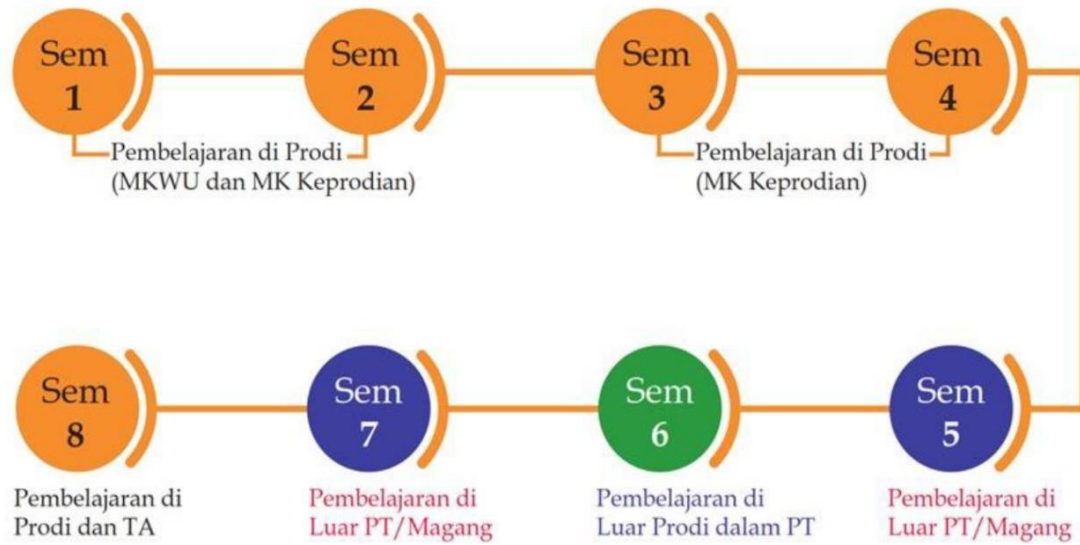 Sem
1
Sem
2
Sem
3
Sem
4
Pembelajaran di Prodi
(MKWU dan MK Keprodian)
Pembelajaran di Prodi
(MK Keprodian)
Sem
8
Sem
7
Sem
6
Sem
5
Pembelajaran di
Prodi dan TA
Pembelajaran di
Luar PT/Magang
Pembelajaran di
Luar Prodi dalam PT
Pembelajaran di
Luar PT/Magang